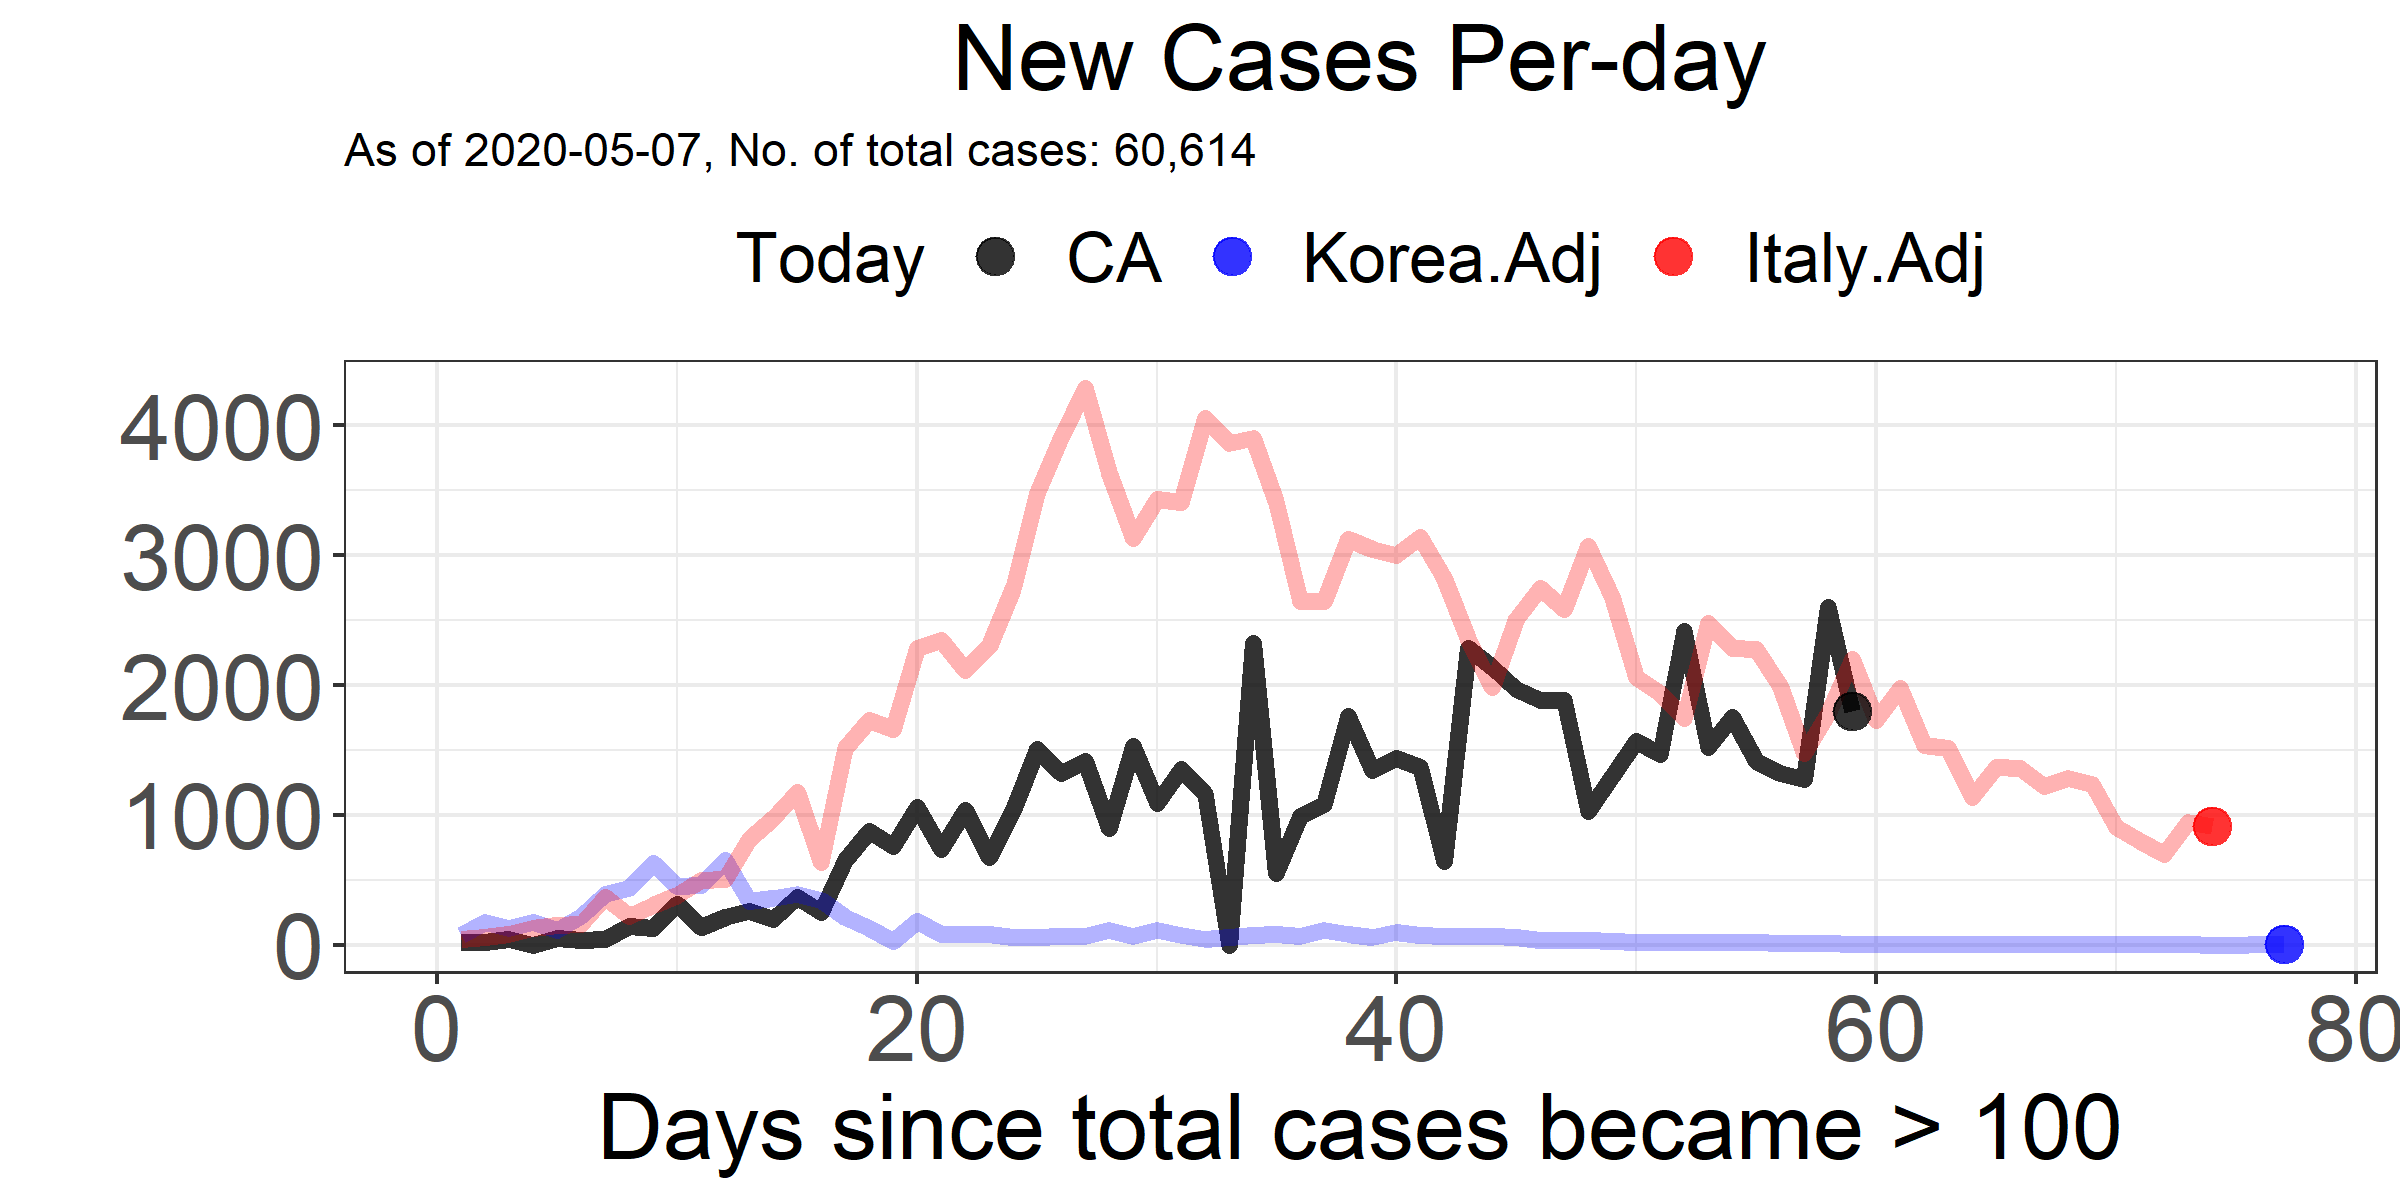 New Cases Per-day
As of 2020-05-07, No. of total cases: 60,614
Today CA Korea.Adj Italy.Adj
4000
3000
2000
1000
0
0 20 40 60 80
Days since total cases became > 100